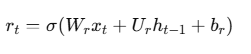 r_t = σ(W_r x_t + U_r h_{t−1} + b_r)